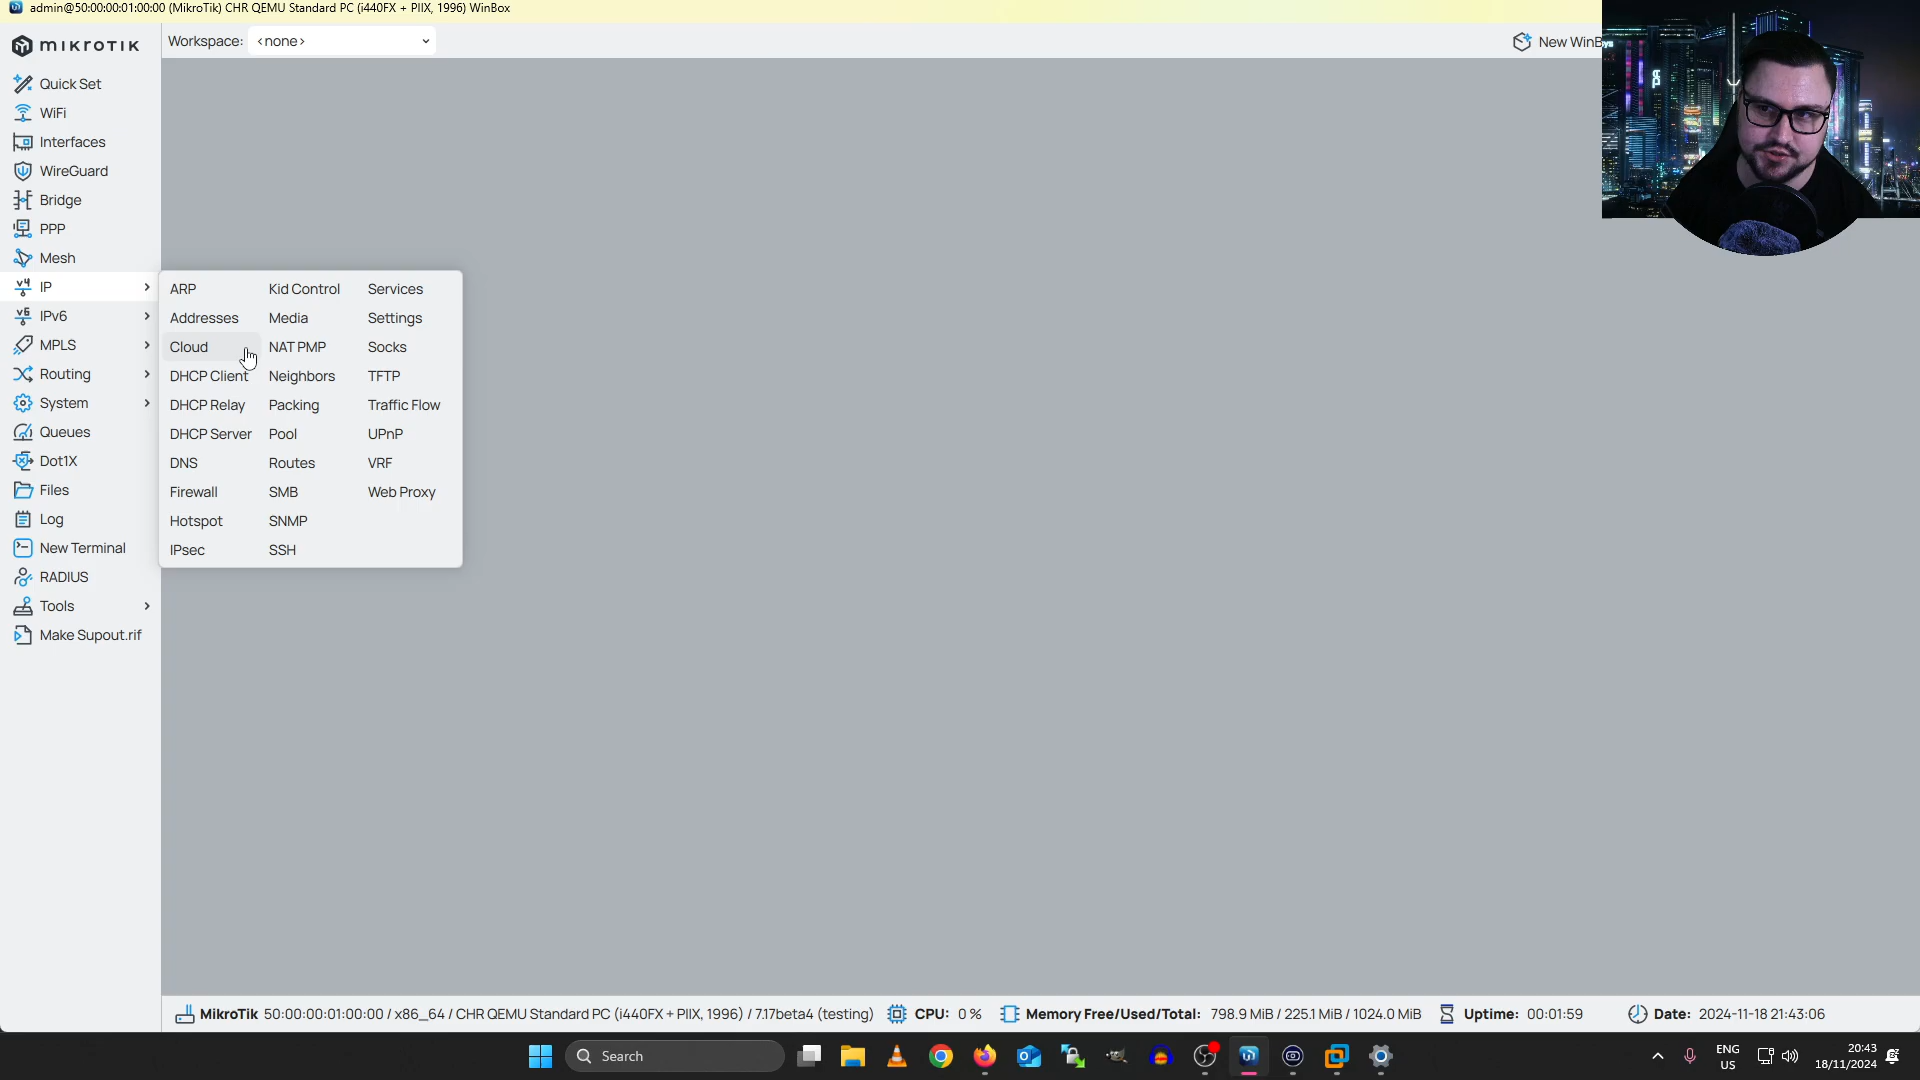 admin@50:00:00:01:00:00 (MikroTik) CHR QEMU Standard PC (i440FX + PIIX, 1996) WinBox
MIKROTIK
Workspace: <none>
New WinB
Quick Set
WiFi
Interfaces
WireGuard
Bridge
PPP
Mesh
IP
IPv6
MPLS
Routing
System
Queues
Dot1X
Files
Log
New Terminal
RADIUS
Tools
Make Supout.rif
ARP Kid Control Services
Addresses Media Settings
Cloud NAT PMP Socks
DHCP Client Neighbors TFTP
DHCP Relay Packing Traffic Flow
DHCP Server Pool UPnP
DNS Routes VRF
Firewall SMB Web Proxy
Hotspot SNMP
IPsec SSH
MikroTik 50:00:00:01:00:00 / x86_64 / CHR QEMU Standard PC (i440FX + PIIX, 1996) / 7.17beta4 (testing) CPU: 0 % Memory Free/Used/Total: 798.9 MiB / 225.1 MiB / 1024.0 MiB Uptime: 00:01:59 Date: 2024-11-18 21:43:06
Search
ENG
US
20:43
18/11/2024